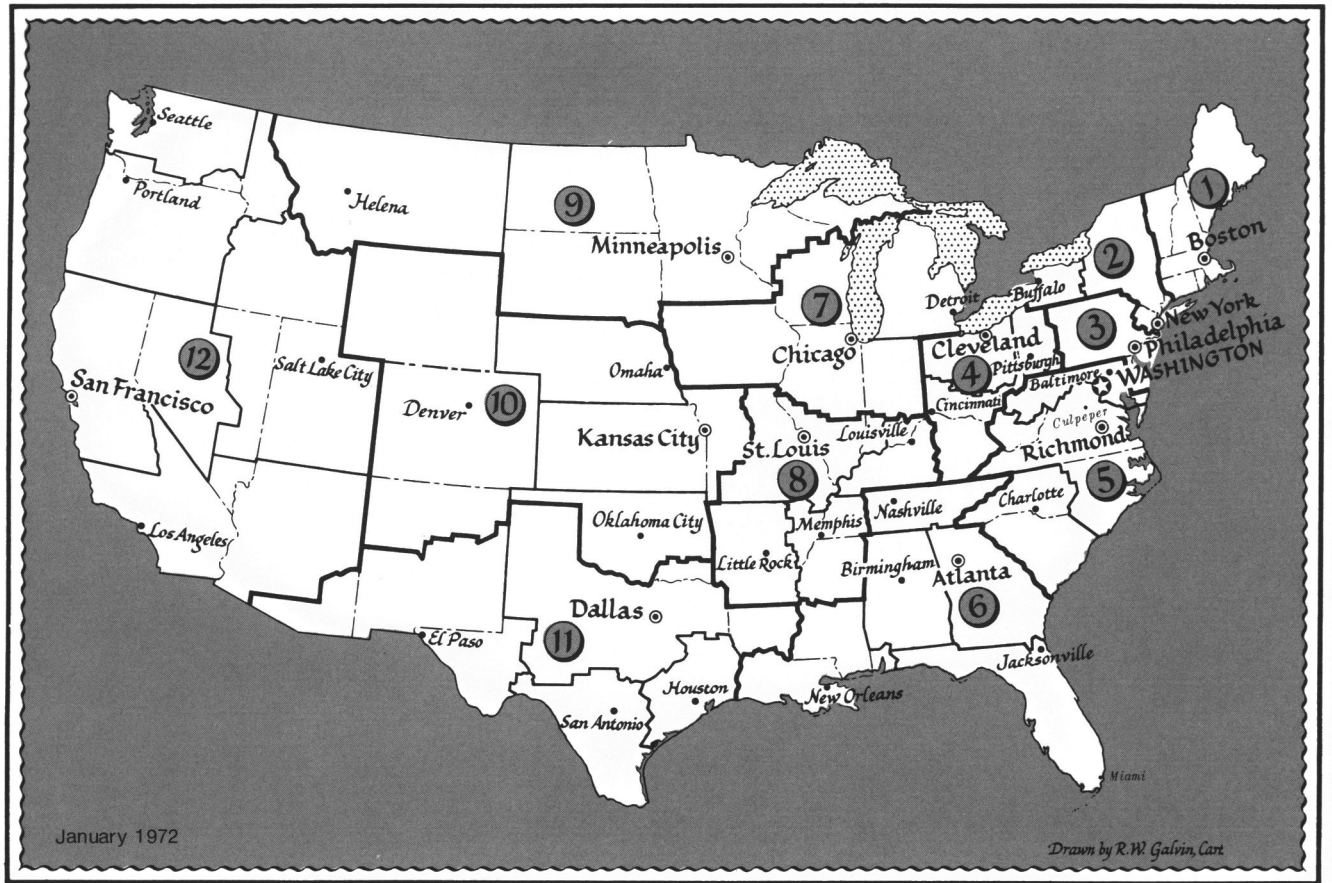 Seattle
Portland
Helena
9
Minneapolis
1
Boston
2
Detroit
Buffalo
7
3
New York
Philadelphia
Chicago
Cleveland
Pittsburgh
WASHINGTON
4
Baltimore
Cincinnati
12
Salt Lake City
San Francisco
Omaha
Denver
10
Culpeper
Kansas City
St. Louis
Louisville
Richmond
8
5
Nashville
Charlotte
Los Angeles
Oklahoma City
Memphis
Little Rock
Birmingham
Atlanta
Dallas
6
El Paso
11
Jacksonville
Houston
New Orleans
San Antonio
Miami
January 1972
Drawn by R.W. Galvin, Cart